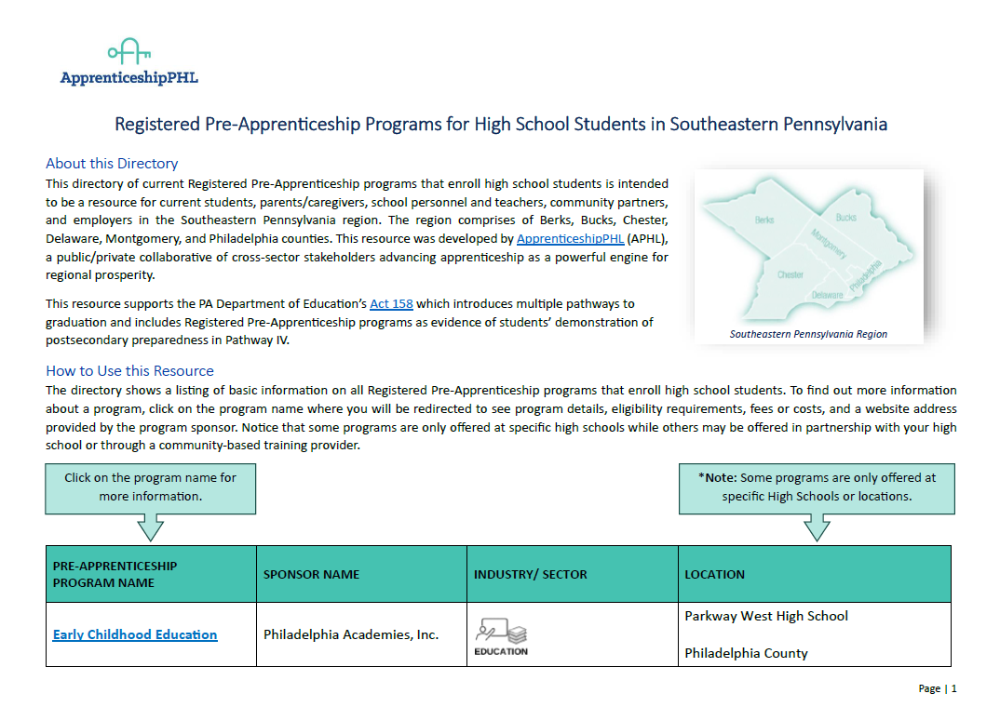 ApprenticeshipPHL
Registered Pre-Apprenticeship Programs for High School Students in Southeastern Pennsylvania
About this Directory
This directory of current Registered Pre-Apprenticeship programs that enroll high school students is intended
to be a resource for current students, parents/caregivers, school personnel and teachers, community partners,
and employers in the Southeastern Pennsylvania region. The region comprises of Berks, Bucks, Chester,
Delaware, Montgomery, and Philadelphia counties. This resource was developed by ApprenticeshipPHL (APHL),
a public/private collaborative of cross-sector stakeholders advancing apprenticeship as a powerful engine for
regional prosperity.
This resource supports the PA Department of Education's Act 158 which introduces multiple pathways to
graduation and includes Registered Pre-Apprenticeship programs as evidence of students' demonstration of
postsecondary preparedness in Pathway IV.
Berks
Bucks
Montgomery
Chester
Philadelphia
Delaware
Southeastern Pennsylvania Region
How to Use this Resource
The directory shows a listing of basic information on all Registered Pre-Apprenticeship programs that enroll high school students. To find out more information
about a program, click on the program name where you will be redirected to see program details, eligibility requirements, fees or costs, and a website address
provided by the program sponsor. Notice that some programs are only offered at specific high schools while others may be offered in partnership with your high
school or through a community-based training provider.
Click on the program name for
more information.
*Note: Some programs are only offered at
specific High Schools or locations.
PRE-APPRENTICESHIP
PROGRAM NAME
SPONSOR NAME
INDUSTRY/ SECTOR
LOCATION
Early Childhood Education
Philadelphia Academies, Inc.
EDUCATION
Parkway West High School
Philadelphia County
Page | 1